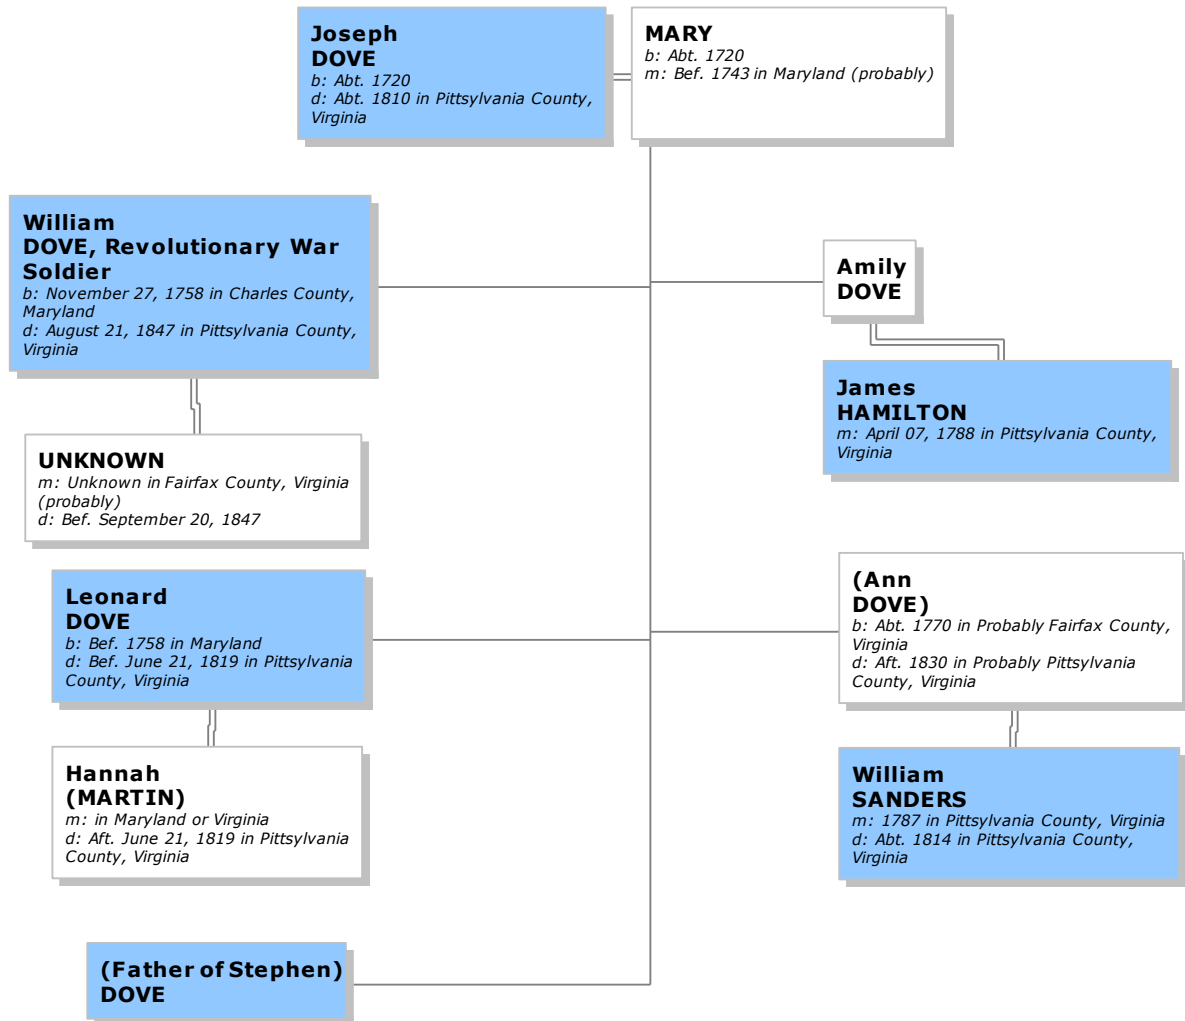 Joseph
DOVE
b: Abt. 1720
d: Abt. 1810 in Pittsylvania County,
Virginia
MARY
b: Abt. 1720
m: Bef. 1743 in Maryland (probably)
William
DOVE, Revolutionary War
Soldier
b: November 27, 1758 in Charles County,
Maryland
d: August 21, 1847 in Pittsylvania County,
Virginia
Amily
DOVE
James
HAMILTON
m: April 07, 1788 in Pittsylvania County,
Virginia
UNKNOWN
m: Unknown in Fairfax County, Virginia
(probably)
d: Bef. September 20, 1847
Leonard
DOVE
b: Bef. 1758 in Maryland
d: Bef. June 21, 1819 in Pittsylvania
County, Virginia
(Ann
DOVE)
b: Abt. 1770 in Probably Fairfax County,
Virginia
d: Aft. 1830 in Probably Pittsylvania
County, Virginia
Hannah
(MARTIN)
m: in Maryland or Virginia
d: Aft. June 21, 1819 in Pittsylvania
County, Virginia
William
SANDERS
m: 1787 in Pittsylvania County, Virginia
d: Abt. 1814 in Pittsylvania County,
Virginia
(Father of Stephen)
DOVE